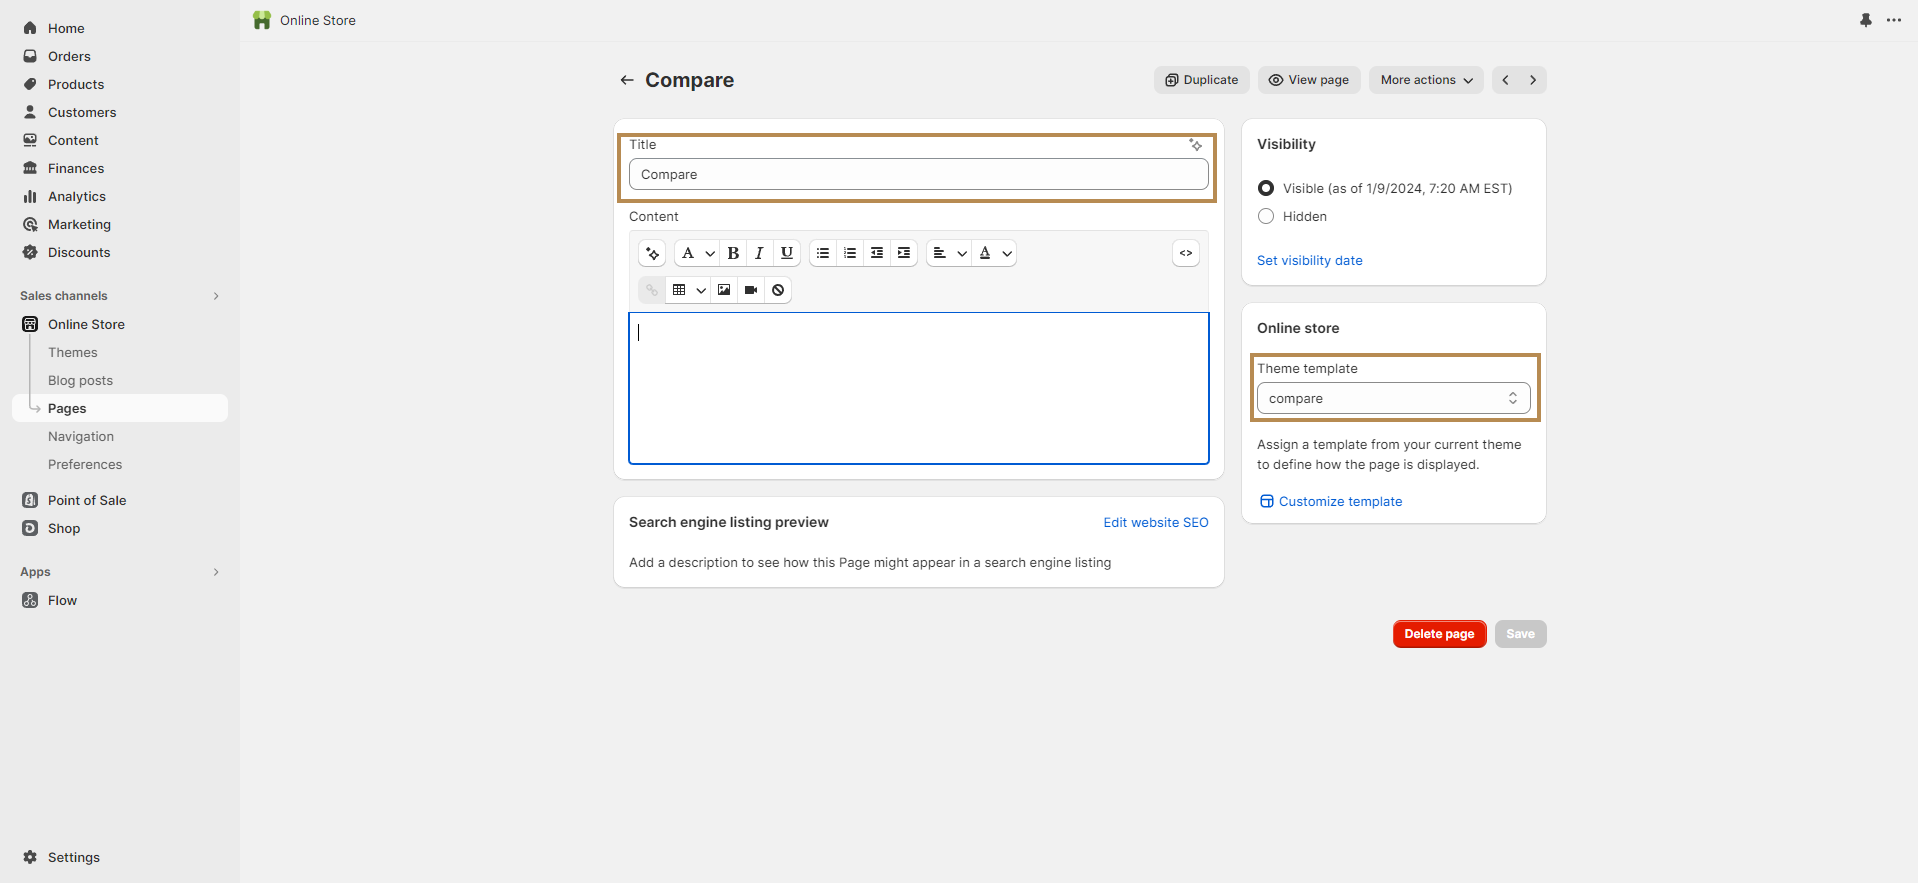 Home
Orders
Products
Customers
Content
Finances
Analytics
Marketing
Discounts
Sales channels
Online Store
Themes
Blog posts
Pages
Navigation
Preferences
Point of Sale
Shop
Apps
Flow
Settings
Online Store
Compare
Duplicate
View page
More actions
Title
Compare
Content
A
B
I
U
A
<>
Search engine listing preview
Edit website SEO
Add a description to see how this Page might appear in a search engine listing
Visibility
Visible (as of 1/9/2024, 7:20 AM EST)
Hidden
Set visibility date
Online store
Theme template
compare
Assign a template from your current theme
to define how the page is displayed.
Customize template
Delete page
Save